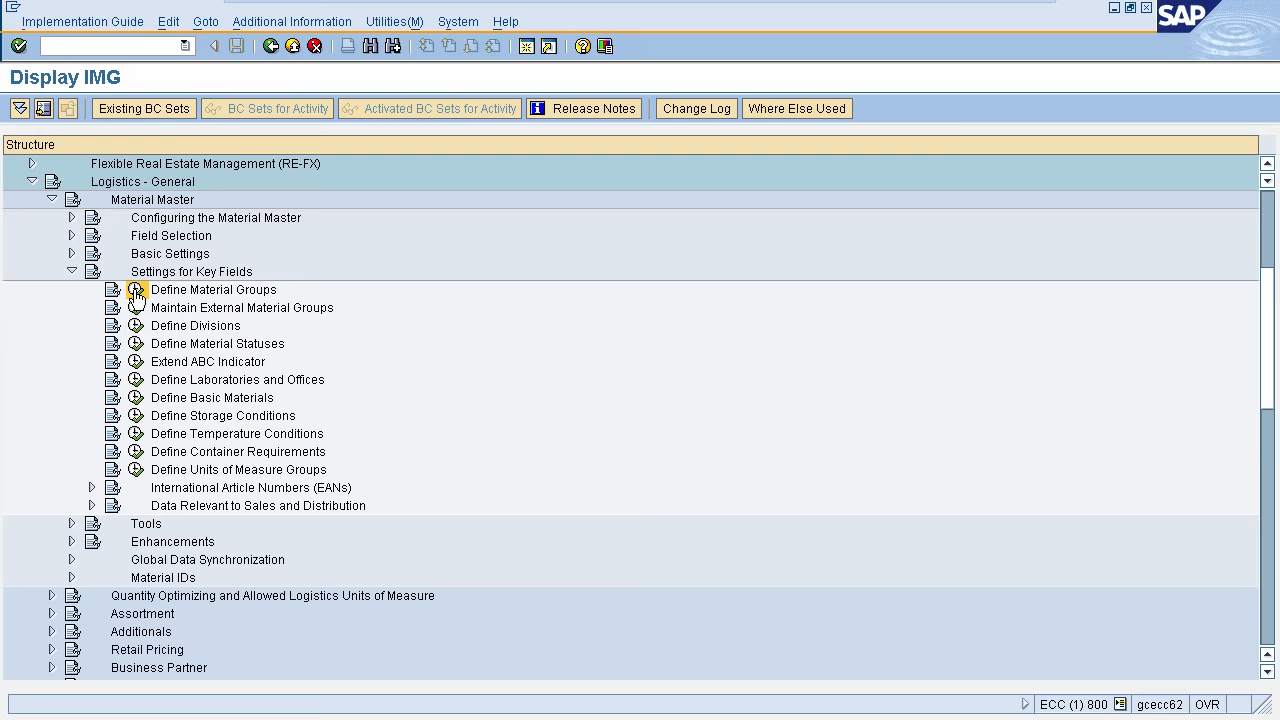 Implementation Guide Edit Goto Additional Information Utilities(M) System Help
SAP
Display IMG
Existing BC Sets BC Sets for Activity Activated BC Sets for Activity Release Notes Change Log Where Else Used
Structure
Flexible Real Estate Management (RE-FX)
Logistics - General
Material Master
Configuring the Material Master
Field Selection
Basic Settings
Settings for Key Fields
Define Material Groups
Maintain External Material Groups
Define Divisions
Define Material Statuses
Extend ABC Indicator
Define Laboratories and Offices
Define Basic Materials
Define Storage Conditions
Define Temperature Conditions
Define Container Requirements
Define Units of Measure Groups
International Article Numbers (EANs)
Data Relevant to Sales and Distribution
Tools
Enhancements
Global Data Synchronization
Material IDs
Quantity Optimizing and Allowed Logistics Units of Measure
Assortment
Additionals
Retail Pricing
Business Partner
ECC (1) 800 gcecc62 OVR